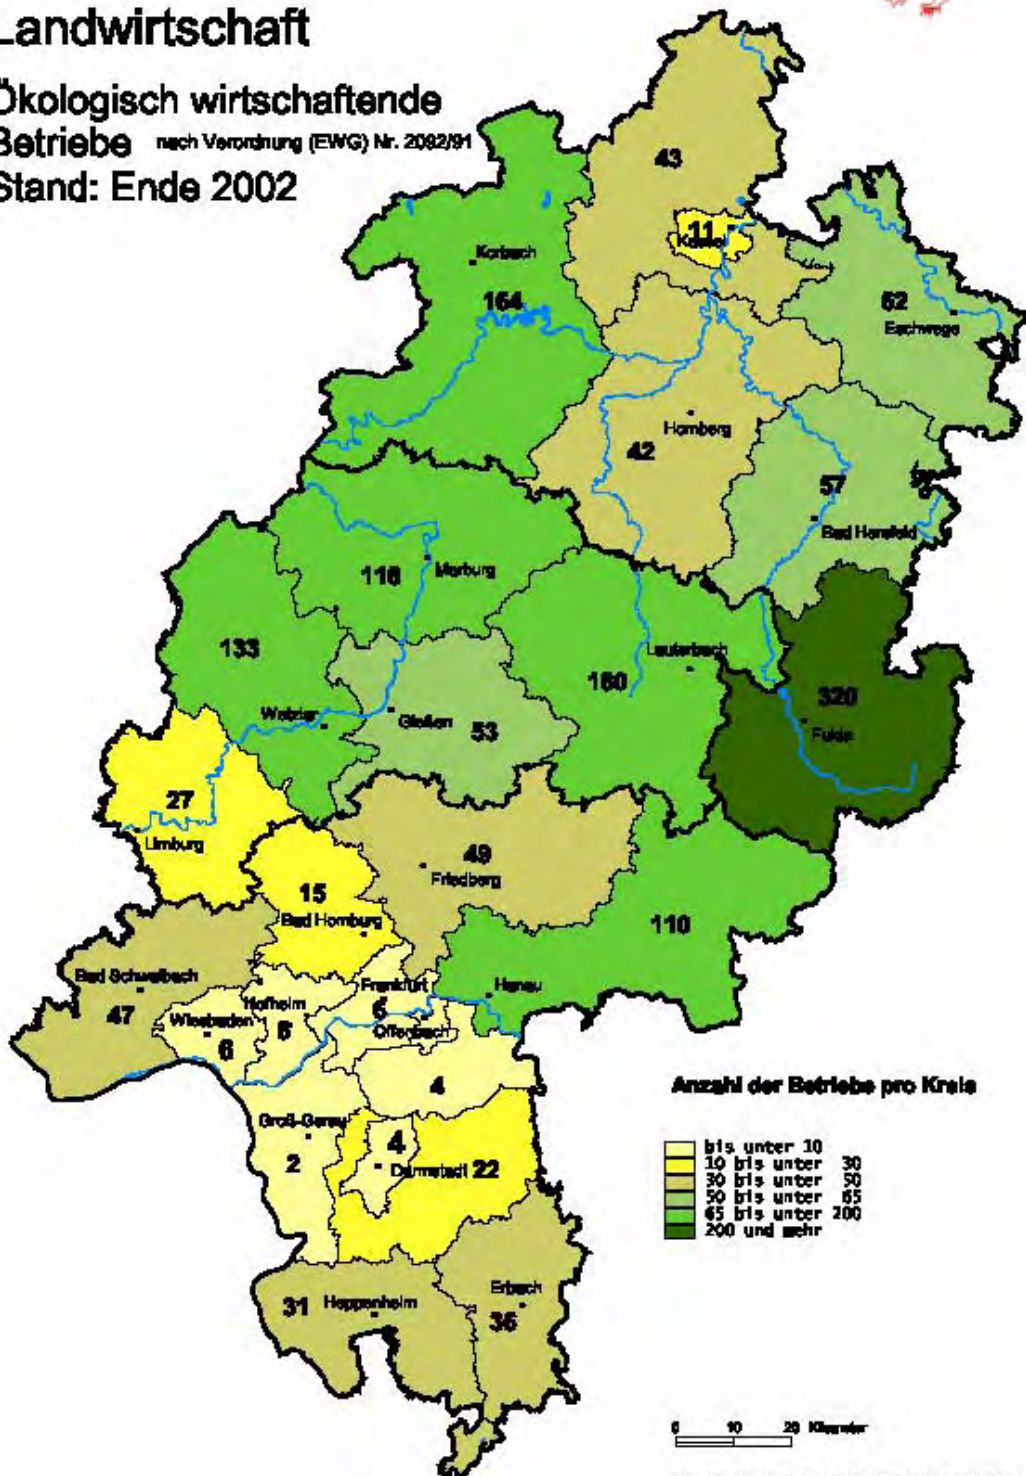 Landwirtschaft
Ökologisch wirtschaftende
Betriebe nach Verordnung (EWG) Nr. 2092/91
Stand: Ende 2002
43
11
Kassel
Korbach
164
62
Eschwege
Homberg
42
57
Bad Hersfeld
116
Marburg
133
Lauterbach
160
320
Fulda
Wetzlar
Gießen
53
27
Limburg
49
Friedberg
15
Bad Homburg
110
Bad Schwalbach
47
Frankfurt
Hanau
Hofheim
Wiesbaden
6
Offenbach
4
Groß-Gerau
2
4
Darmstadt 22
31 Heppenheim
Erbach
36
Anzahl der Betriebe pro Kreis
bis unter 10
10 bis unter 30
30 bis unter 50
50 bis unter 65
65 bis unter 200
200 und mehr
0 10 20 Kilometer